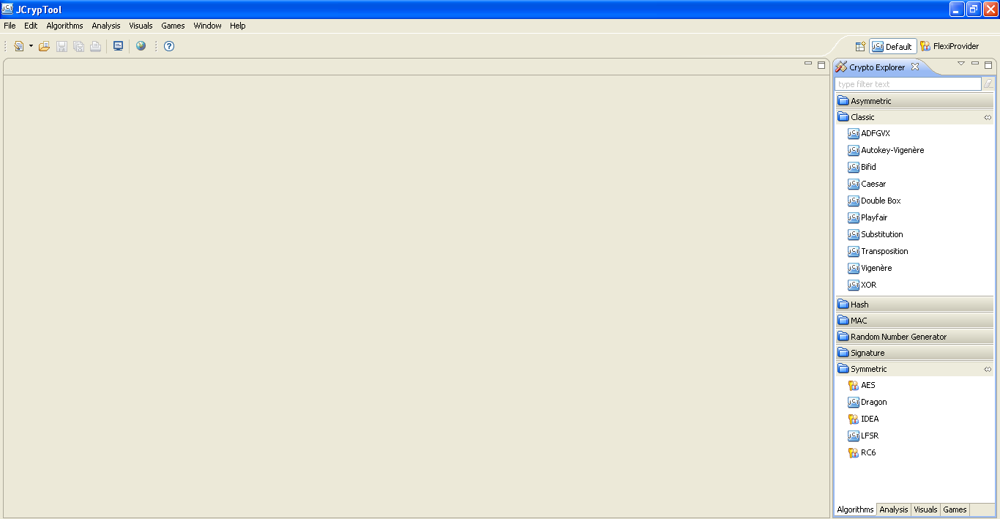 JCrypTool
File Edit Algorithms Analysis Visuals Games Window Help
Default FlexiProvider
Crypto Explorer
type filter text
Asymmetric
Classic
ADFGVX
Autokey-Vigenère
Bifid
Caesar
Double Box
Playfair
Substitution
Transposition
Vigenère
XOR
Hash
MAC
Random Number Generator
Signature
Symmetric
AES
Dragon
IDEA
LFSR
RC6
Algorithms Analysis Visuals Games